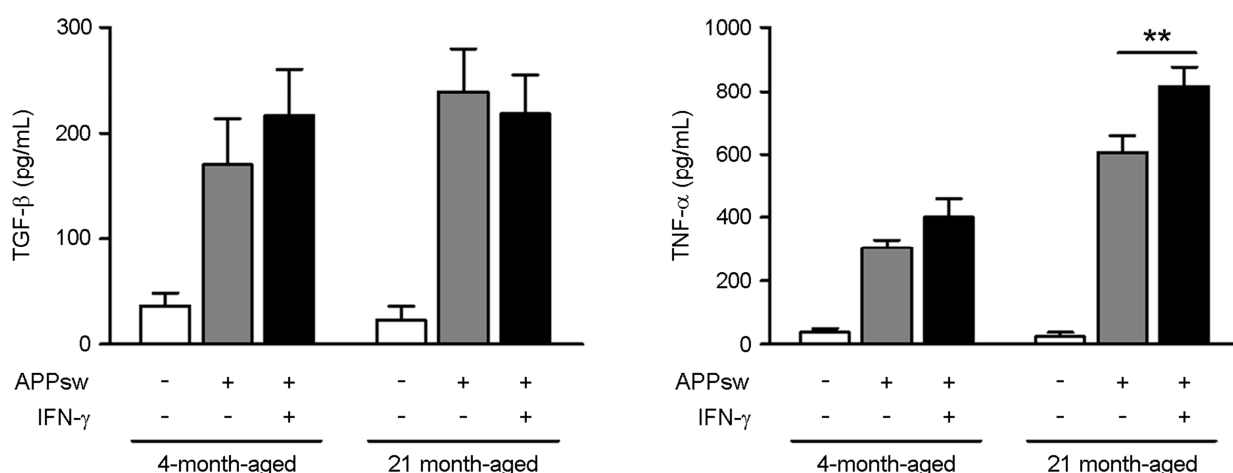 300
200
100
0
TGF-β (pg/mL)
APPsw - + + - + +
IFN-γ - - + - - +
4-month-aged 21 month-aged
1000
800
600
400
200
0
TNF-α (pg/mL)
**
APPsw - + + - + +
IFN-γ - - + - - +
4-month-aged 21 month-aged